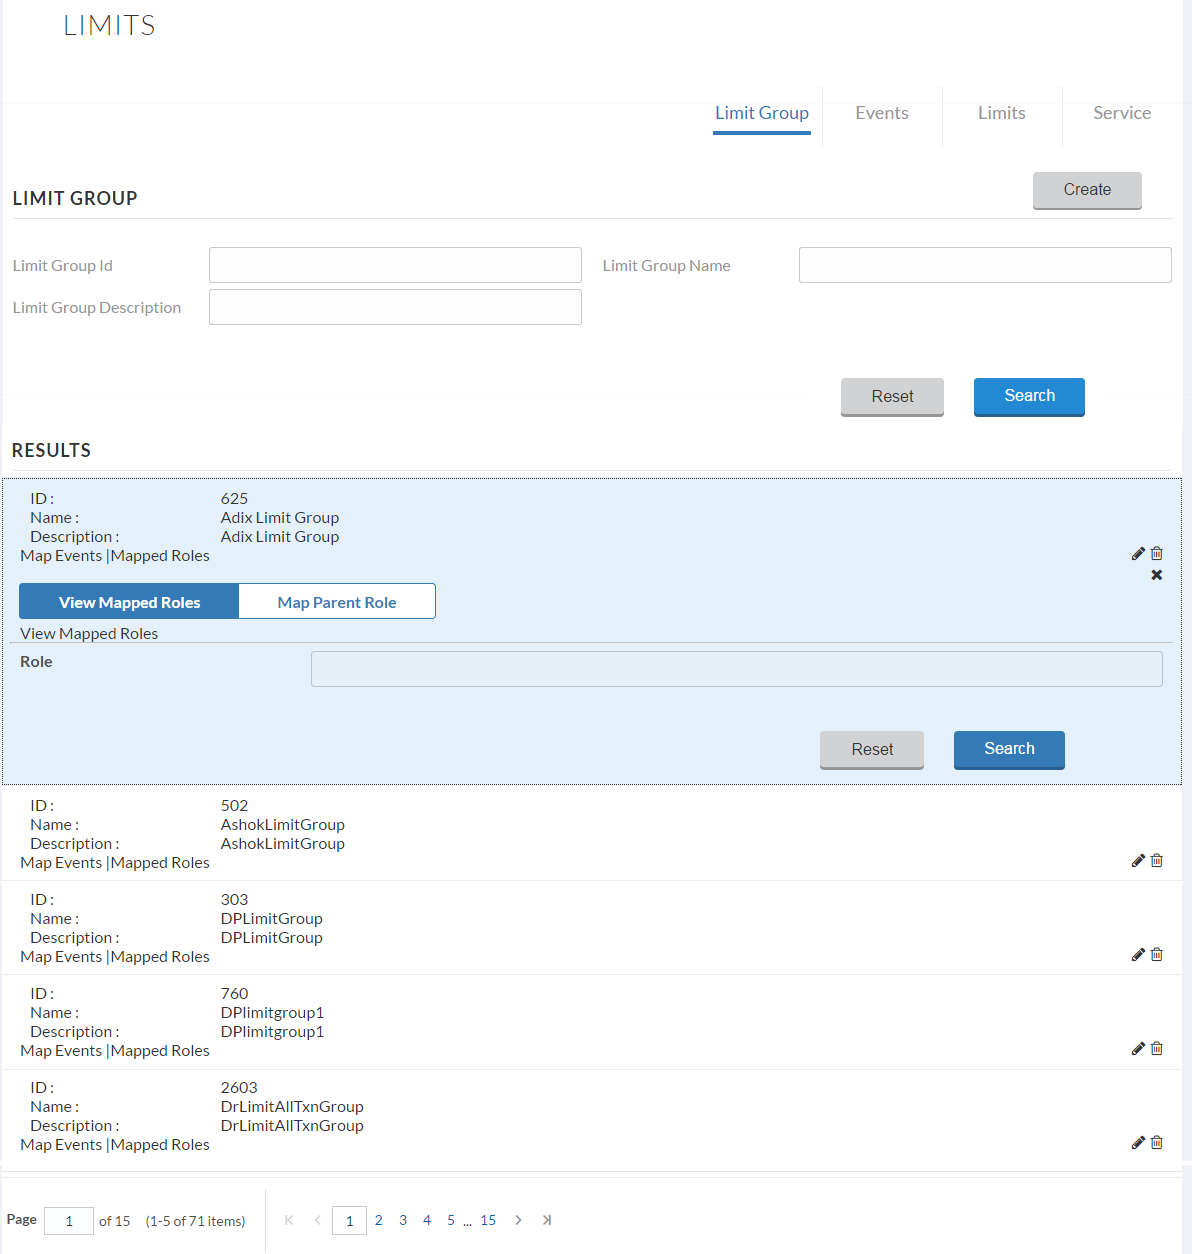 LIMITS
Limit Group Events Limits Service
LIMIT GROUP Create
Limit Group Id Limit Group Name
Limit Group Description
Reset Search
RESULTS
ID : 625
Name : Adix Limit Group
Description : Adix Limit Group
Map Events |Mapped Roles
View Mapped Roles Map Parent Role
View Mapped Roles
Role
Reset Search
ID : 502
Name : AshokLimitGroup
Description : AshokLimitGroup
Map Events |Mapped Roles
ID : 303
Name : DPLimitGroup
Description : DPLimitGroup
Map Events |Mapped Roles
ID : 760
Name : DPlimitgroup1
Description : DPlimitgroup1
Map Events |Mapped Roles
ID : 2603
Name : DrLimitAllTxnGroup
Description : DrLimitAllTxnGroup
Map Events |Mapped Roles
Page 1 of 15 (1-5 of 71 items) 1 2 3 4 5 ... 15